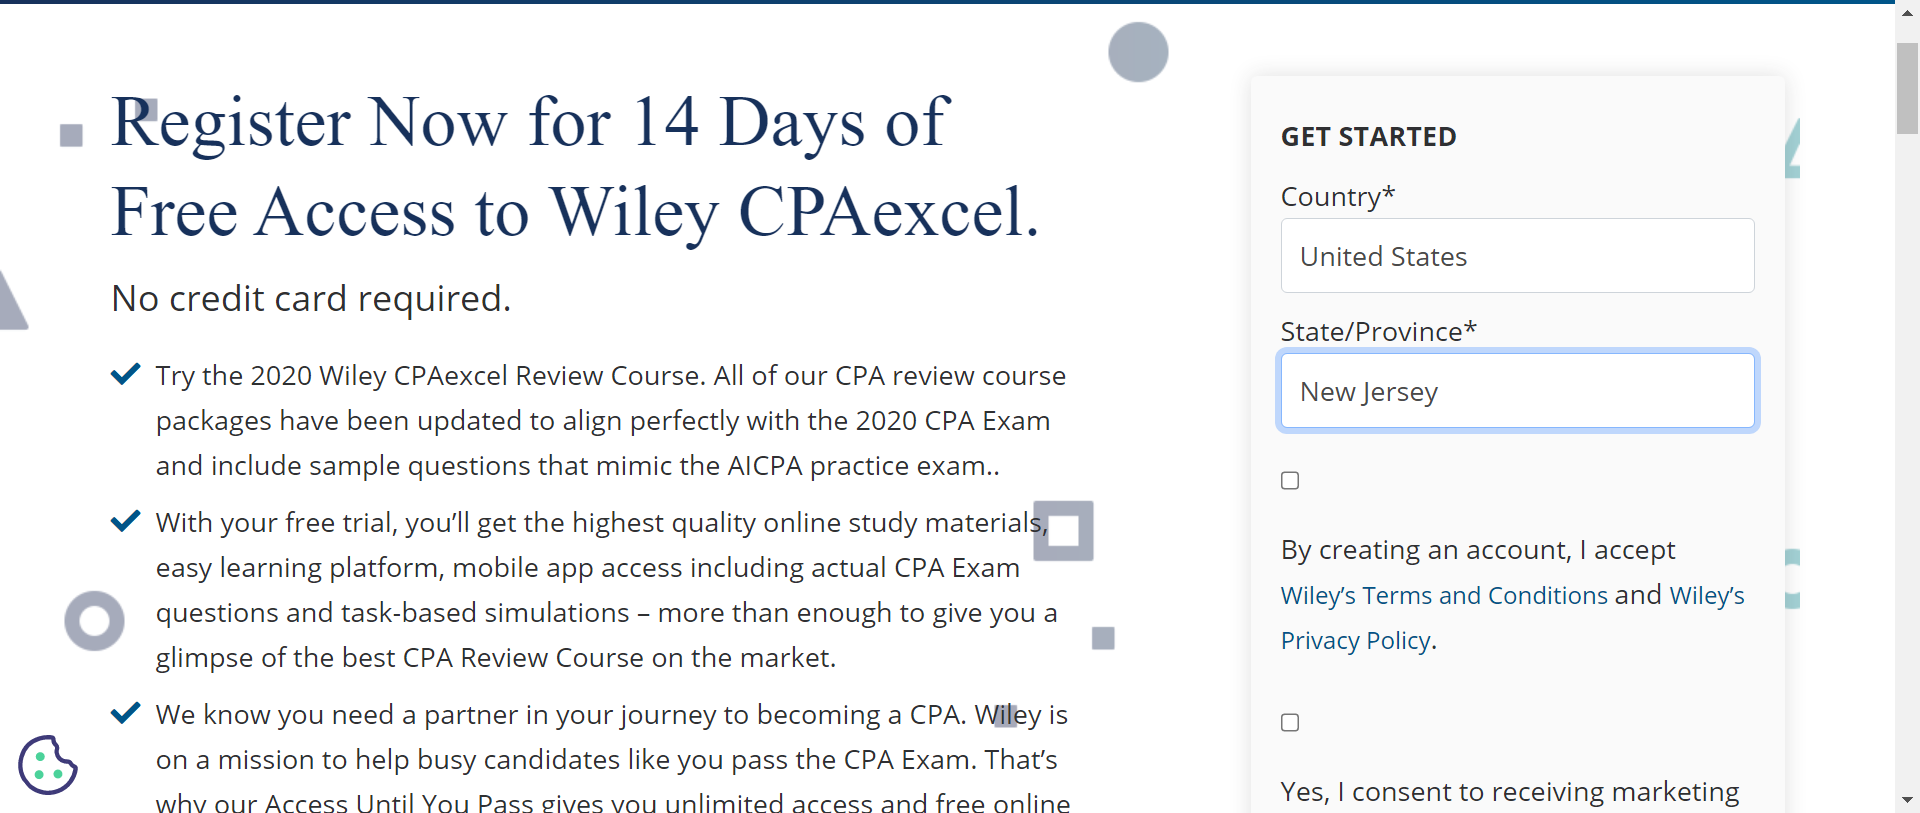 Register Now for 14 Days of
Free Access to Wiley CPAexcel.
No credit card required.
Try the 2020 Wiley CPAexcel Review Course. All of our CPA review course
packages have been updated to align perfectly with the 2020 CPA Exam
and include sample questions that mimic the AICPA practice exam..
With your free trial, you’ll get the highest quality online study materials,
easy learning platform, mobile app access including actual CPA Exam
questions and task-based simulations – more than enough to give you a
glimpse of the best CPA Review Course on the market.
We know you need a partner in your journey to becoming a CPA. Wiley is
on a mission to help busy candidates like you pass the CPA Exam. That’s
why our Access Until You Pass gives you unlimited access and free online
GET STARTED
Country*
United States
State/Province*
New Jersey
By creating an account, I accept
Wiley’s Terms and Conditions and Wiley’s
Privacy Policy.
Yes, I consent to receiving marketing